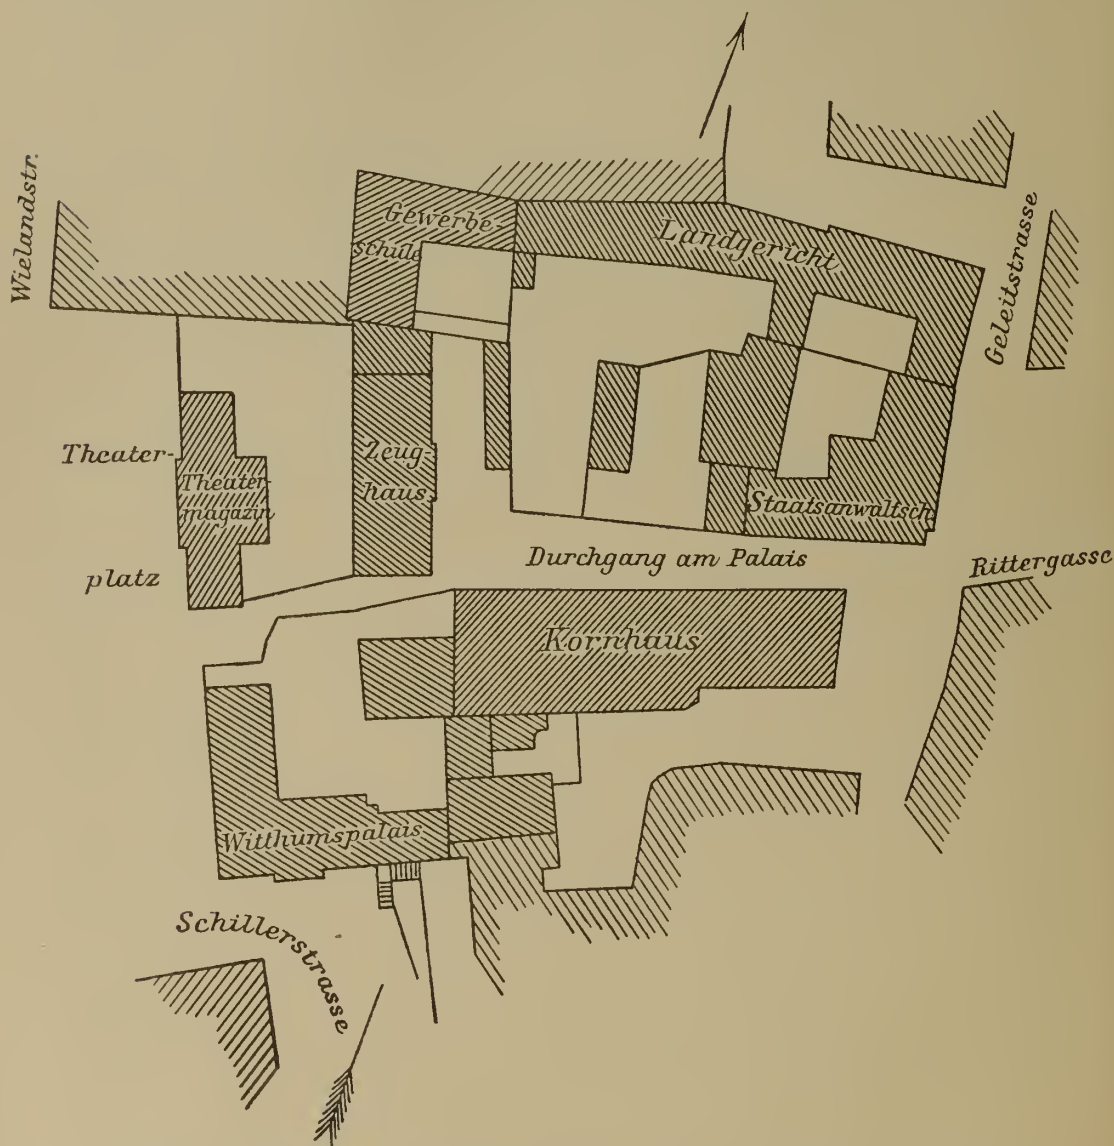 Wielandstr.
Gewerbe-
schule
Landgericht
Geleitstrasse
Theater-
platz
Theater-
magazin
Zeug-
haus
Staatsanwaltsch.
Durchgang am Palais
Rittergasse
Kornhaus
Witthumspalais
Schillerstrasse